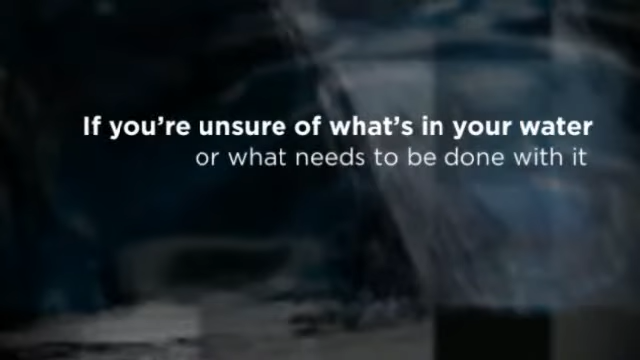 If you’re unsure of what’s in your water
or what needs to be done with it